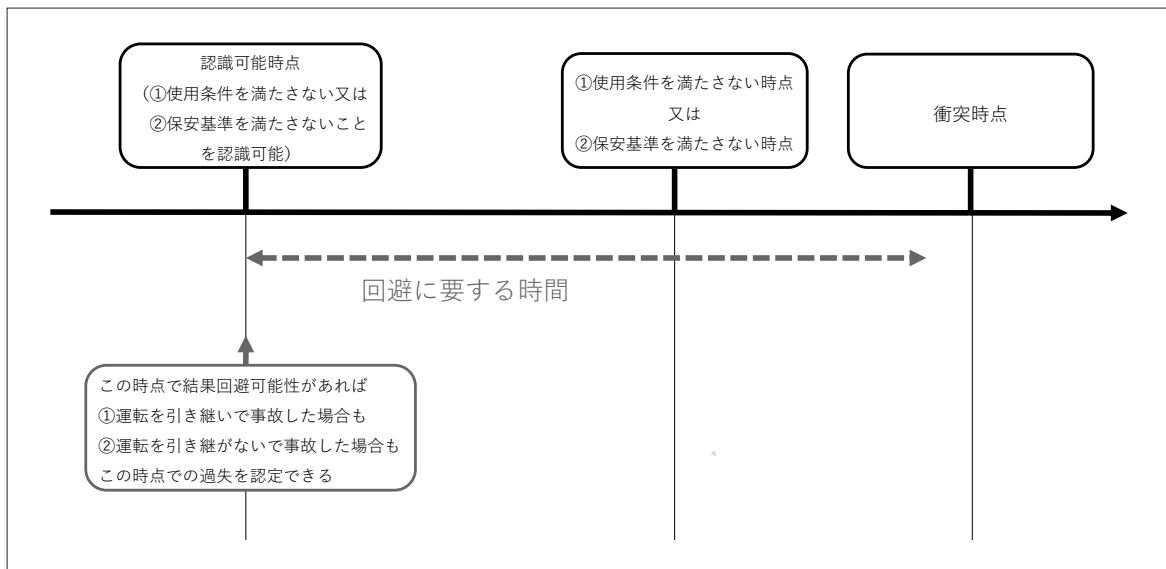 認識可能時点
（①使用条件を満たさない又は
②保安基準を満たさないこと
を認識可能）
①使用条件を満たさない時点
又は
②保安基準を満たさない時点
衝突時点
回避に要する時間
この時点で結果回避可能性があれば
①運転を引き継いで事故した場合も
②運転を引き継がないで事故した場合も
この時点での過失を認定できる